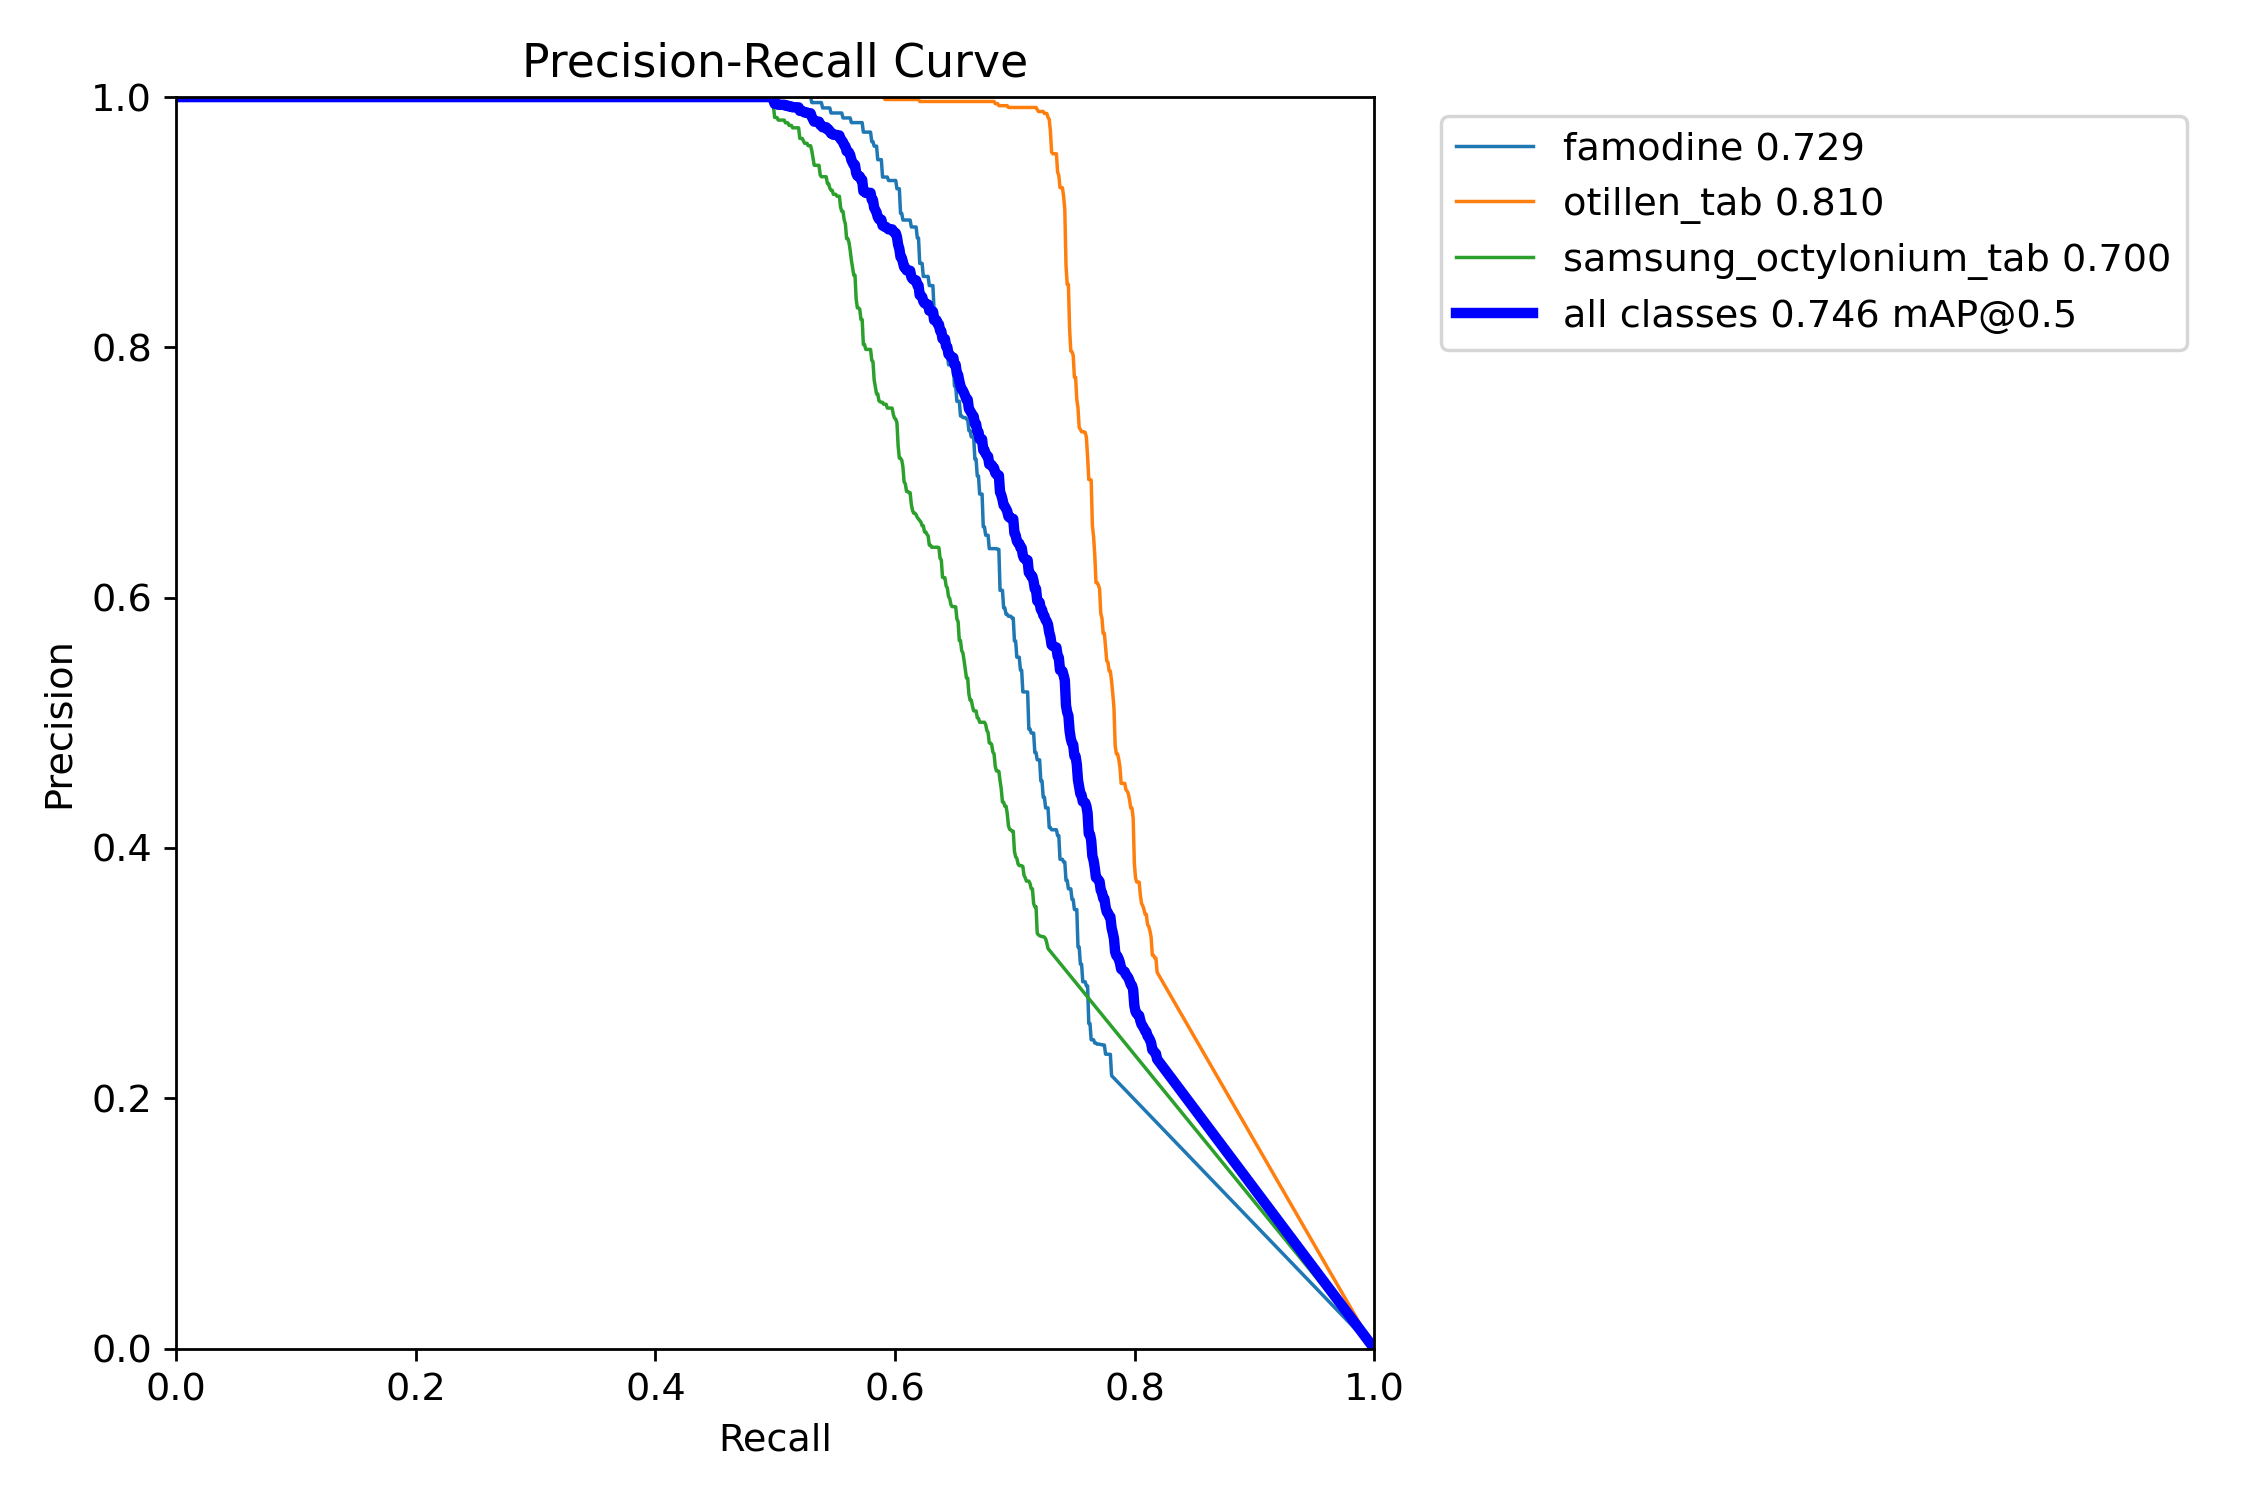 Precision-Recall Curve
1.0
0.8
0.6
0.4
0.2
0.0
Precision
0.0 0.2 0.4 0.6 0.8 1.0
Recall
famodine 0.729
otillen_tab 0.810
samsung_octylonium_tab 0.700
all classes 0.746 mAP@0.5